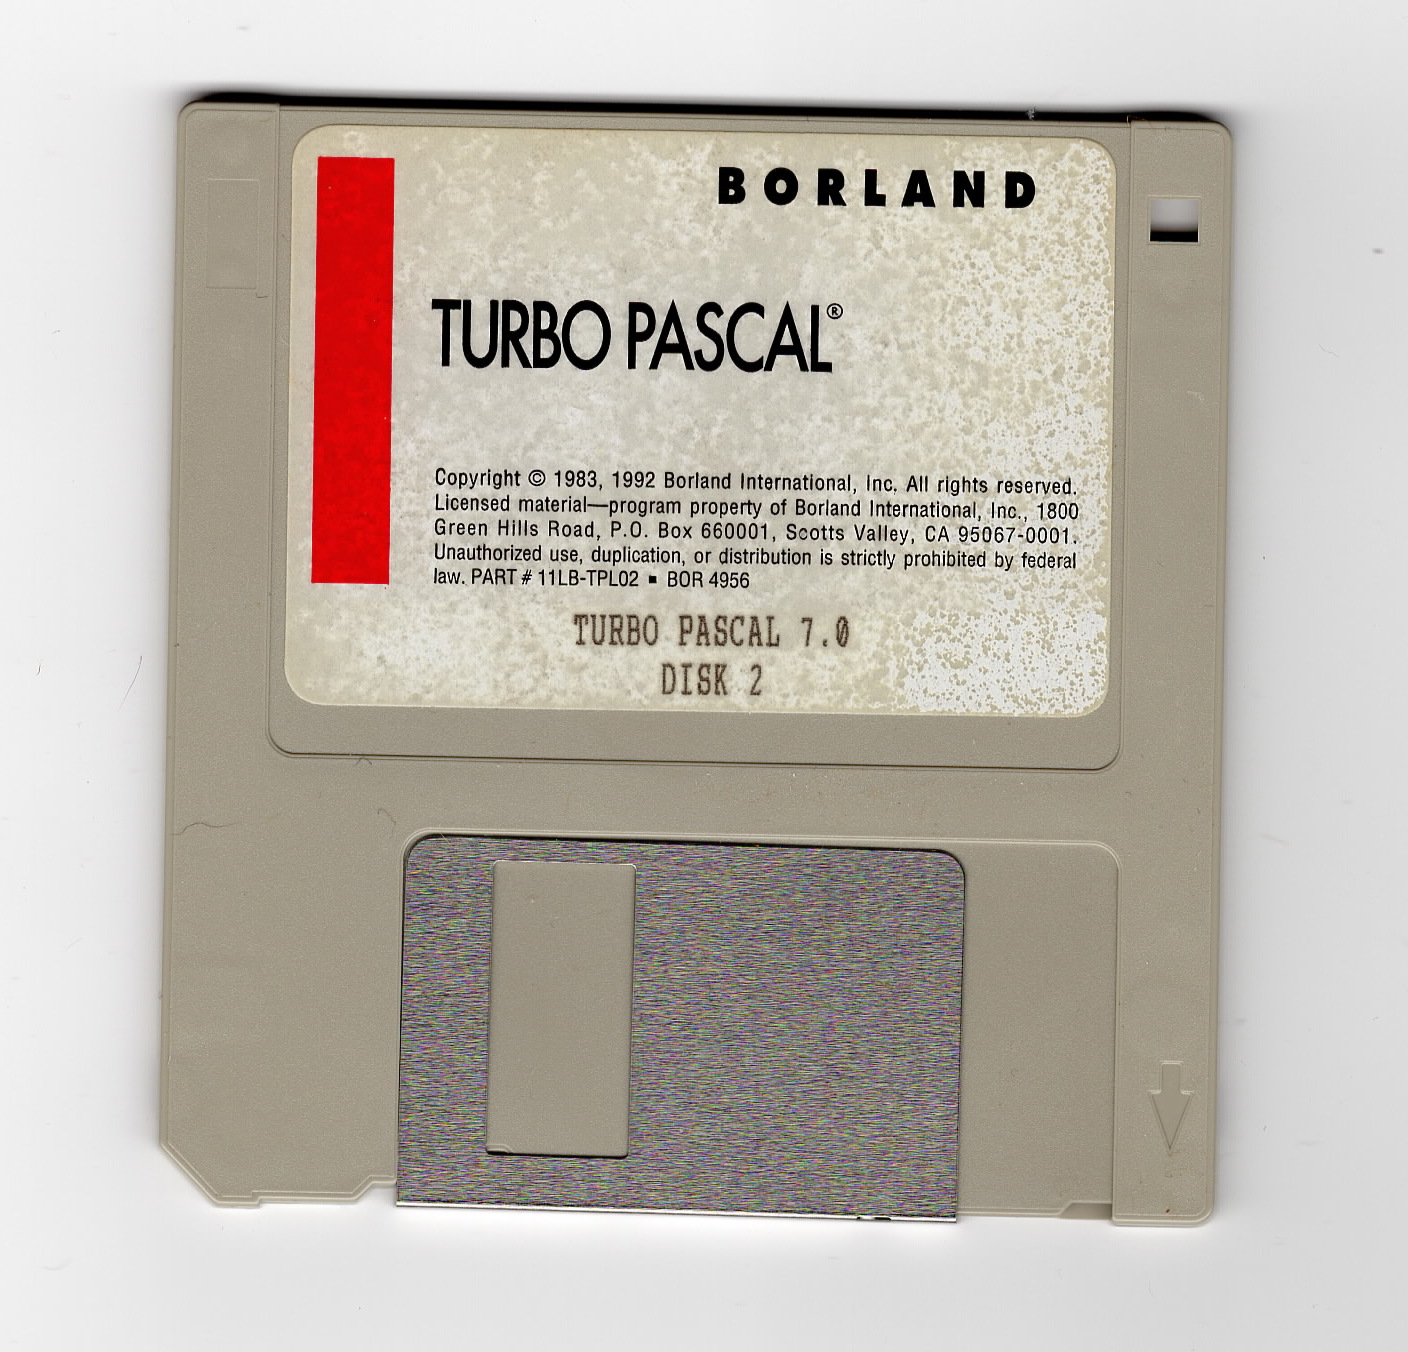 BORLAND
TURBO PASCAL®
Copyright © 1983, 1992 Borland International, Inc. All rights reserved.
Licensed material—program property of Borland International, Inc., 1800
Green Hills Road, P.O. Box 660001, Scotts Valley, CA 95067-0001.
Unauthorized use, duplication, or distribution is strictly prohibited by federal
law. PART # 11LB-TPL02 ▪ BOR 4956
TURBO PASCAL 7.0
DISK 2